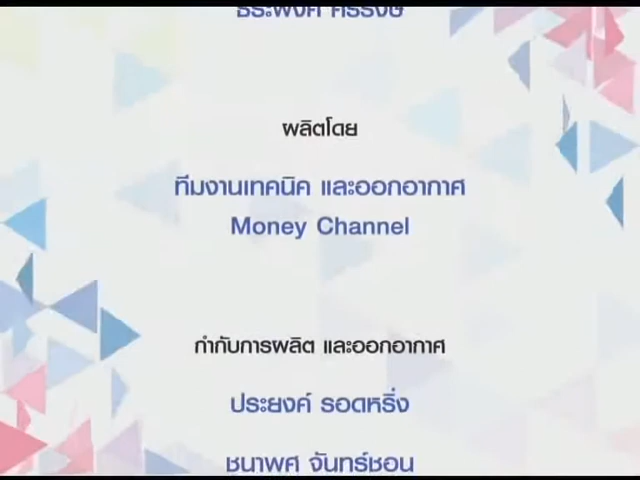 ผลิตโดย
ทีมงานเทคนิค และออกอากาศ
Money Channel
กำกับการผลิต และออกอากาศ
ประยงค์ รอดหริ่ง
ชนาพศ จันทร์ชอน